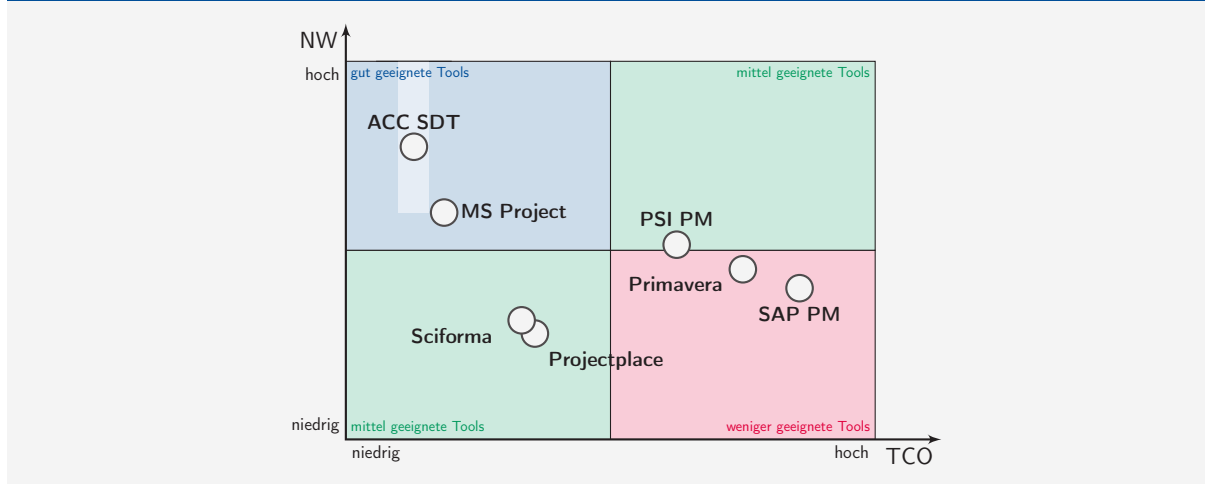 NW
hoch
gut geeignete Tools
mittel geeignete Tools
ACC SDT
MS Project
PSI PM
Primavera
SAP PM
Sciforma
Projectplace
niedrig
mittel geeignete Tools
weniger geeignete Tools
niedrig
hoch
TCO